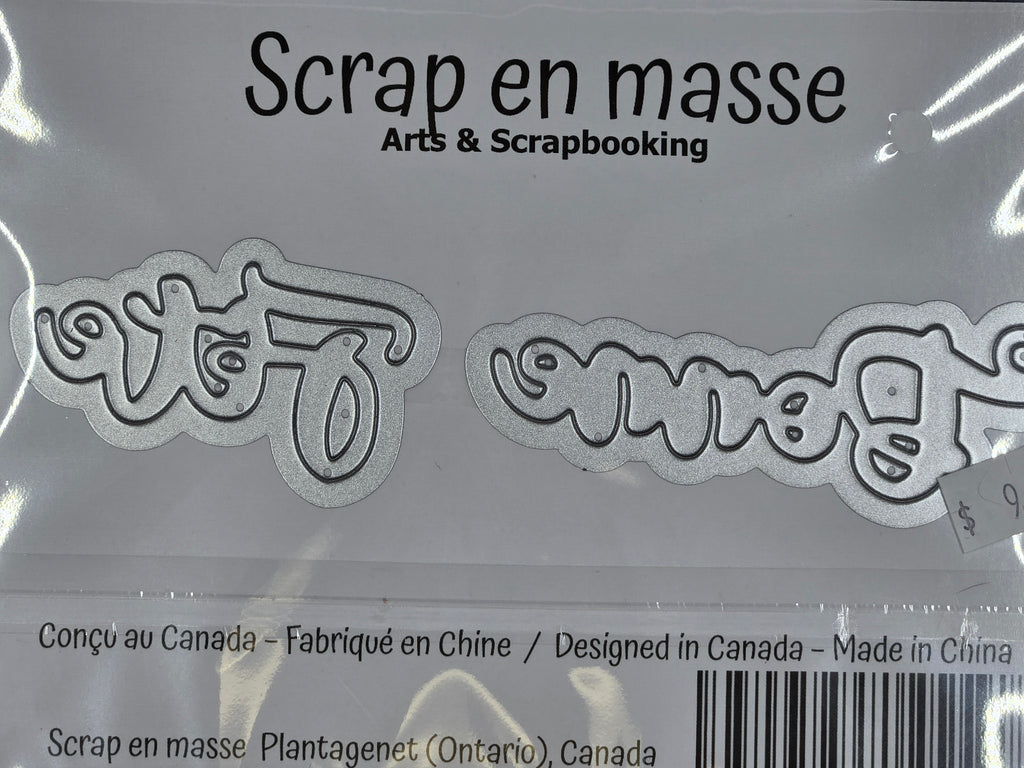 Scrap en masse
Arts & Scrapbooking
$ 9
Conçu au Canada – Fabriqué en Chine / Designed in Canada – Made in China
Scrap en masse Plantagenet (Ontario), Canada